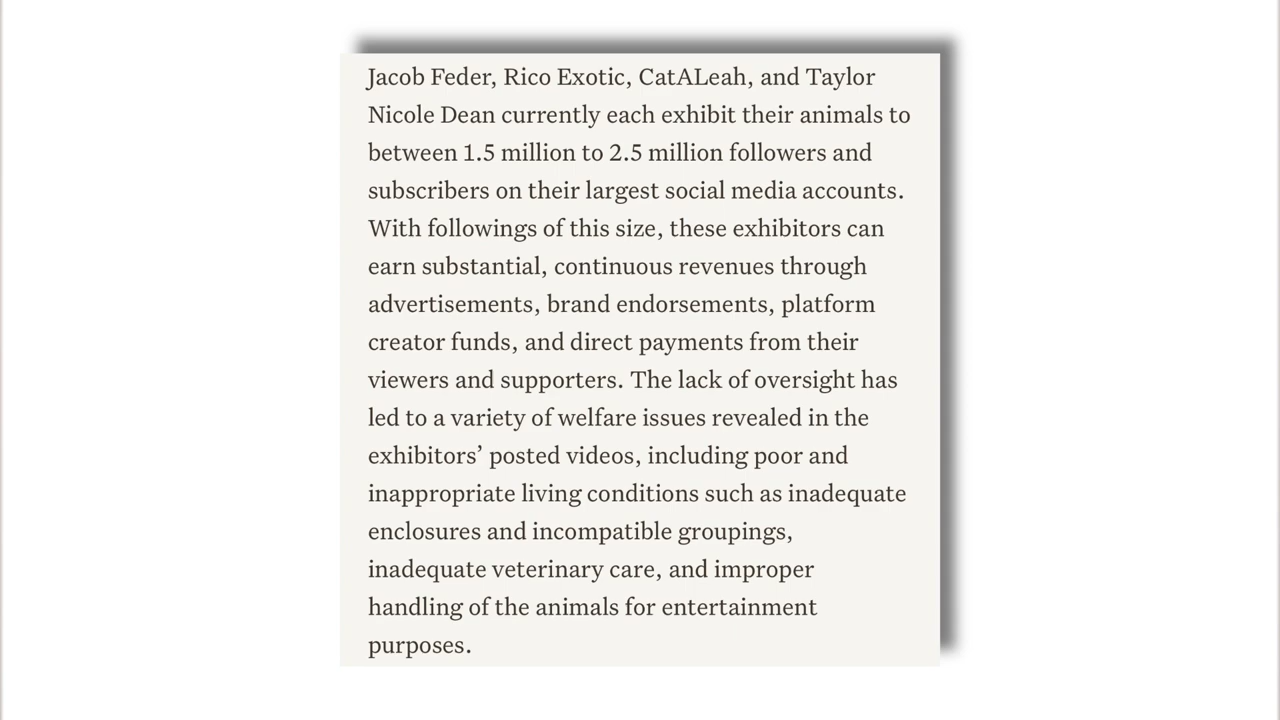 Jacob Feder, Rico Exotic, CatALeah, and Taylor
Nicole Dean currently each exhibit their animals to
between 1.5 million to 2.5 million followers and
subscribers on their largest social media accounts.
With followings of this size, these exhibitors can
earn substantial, continuous revenues through
advertisements, brand endorsements, platform
creator funds, and direct payments from their
viewers and supporters. The lack of oversight has
led to a variety of welfare issues revealed in the
exhibitors’ posted videos, including poor and
inappropriate living conditions such as inadequate
enclosures and incompatible groupings,
inadequate veterinary care, and improper
handling of the animals for entertainment
purposes.